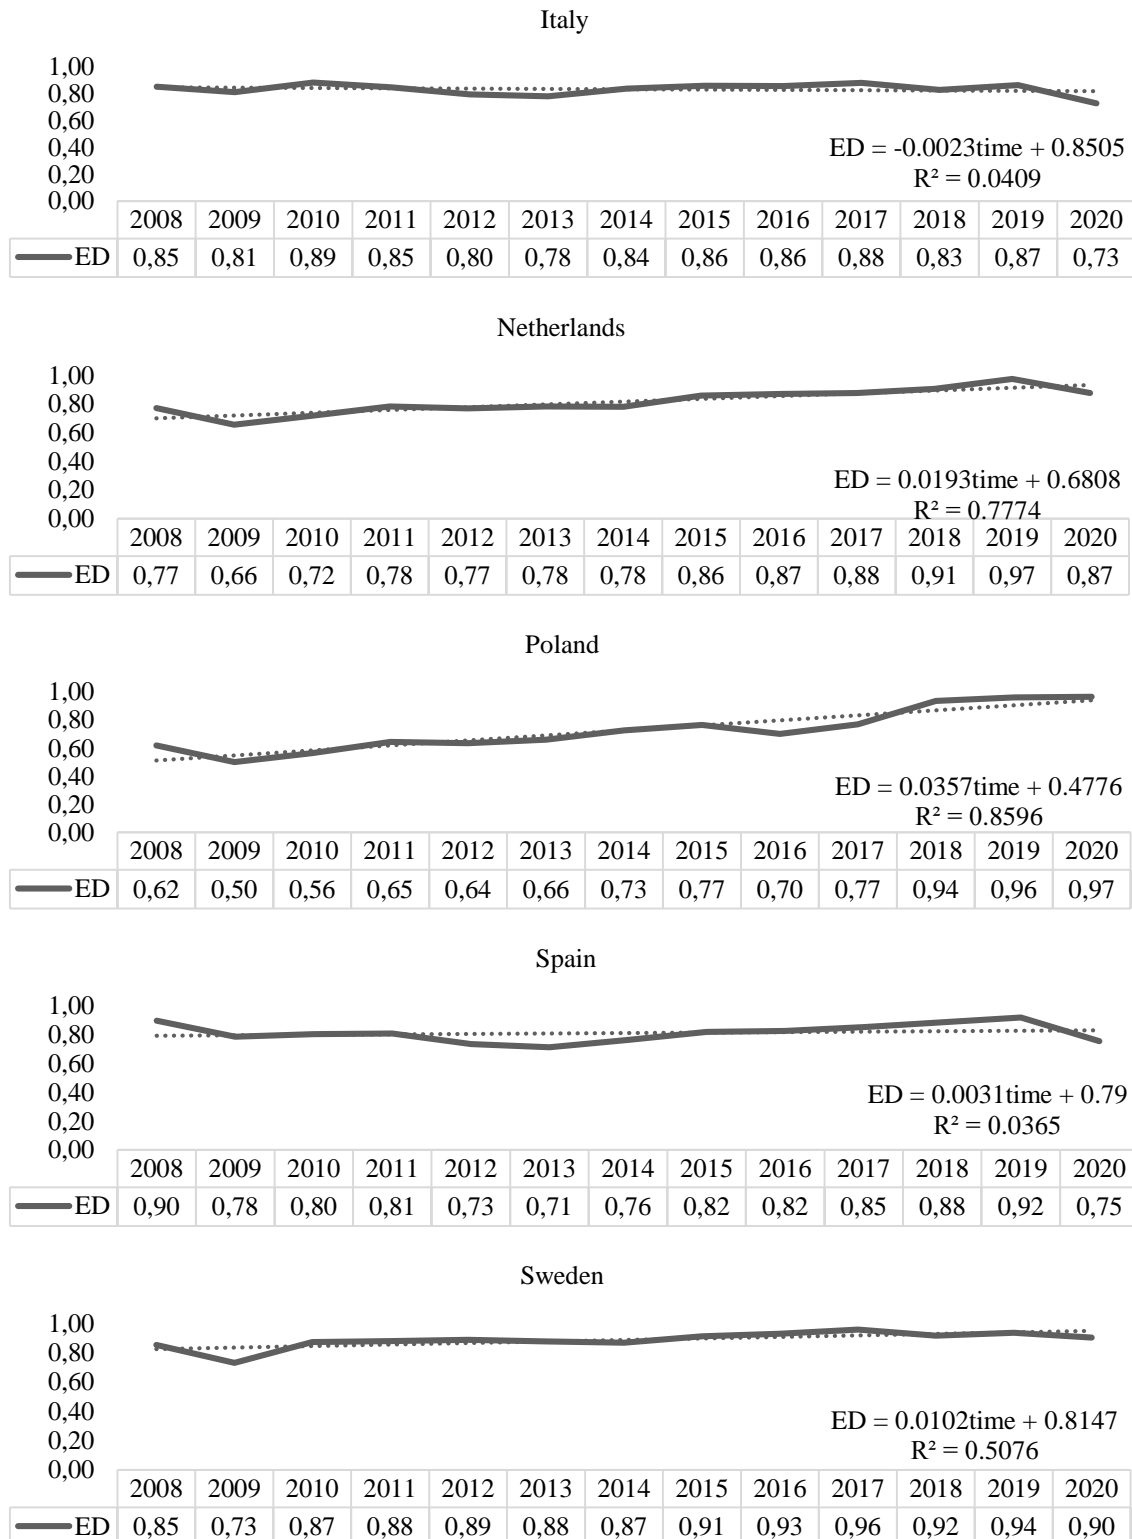 Italy
1,00
0,80
0,60
0,40
0,20
0,00
ED = -0.0023time + 0.8505
R² = 0.0409
2008 2009 2010 2011 2012 2013 2014 2015 2016 2017 2018 2019 2020
ED 0,85 0,81 0,89 0,85 0,80 0,78 0,84 0,86 0,86 0,88 0,83 0,87 0,73
Netherlands
1,00
0,80
0,60
0,40
0,20
0,00
ED = 0.0193time + 0.6808
R² = 0.7774
2008 2009 2010 2011 2012 2013 2014 2015 2016 2017 2018 2019 2020
ED 0,77 0,66 0,72 0,78 0,77 0,78 0,78 0,86 0,87 0,88 0,91 0,97 0,87
Poland
1,00
0,80
0,60
0,40
0,20
0,00
ED = 0.0357time + 0.4776
R² = 0.8596
2008 2009 2010 2011 2012 2013 2014 2015 2016 2017 2018 2019 2020
ED 0,62 0,50 0,56 0,65 0,64 0,66 0,73 0,77 0,70 0,77 0,94 0,96 0,97
Spain
1,00
0,80
0,60
0,40
0,20
0,00
ED = 0.0031time + 0.79
R² = 0.0365
2008 2009 2010 2011 2012 2013 2014 2015 2016 2017 2018 2019 2020
ED 0,90 0,78 0,80 0,81 0,73 0,71 0,76 0,82 0,82 0,85 0,88 0,92 0,75
Sweden
1,00
0,80
0,60
0,40
0,20
0,00
ED = 0.0102time + 0.8147
R² = 0.5076
2008 2009 2010 2011 2012 2013 2014 2015 2016 2017 2018 2019 2020
ED 0,85 0,73 0,87 0,88 0,89 0,88 0,87 0,91 0,93 0,96 0,92 0,94 0,90